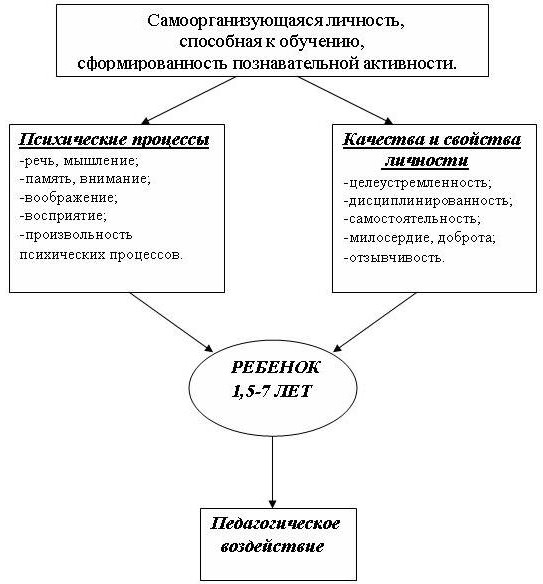 Самоорганизующаяся личность,
способная к обучению,
сформированность познавательной активности.
Психические процессы
-речь, мышление;
-память, внимание;
-воображение;
-восприятие;
-произвольность
психических процессов.
Качества и свойства
личности
-целеустремленность;
-дисциплинированность;
-самостоятельность;
-милосердие, доброта;
-отзывчивость.
РЕБЕНОК
1,5-7 ЛЕТ
Педагогическое
воздействие